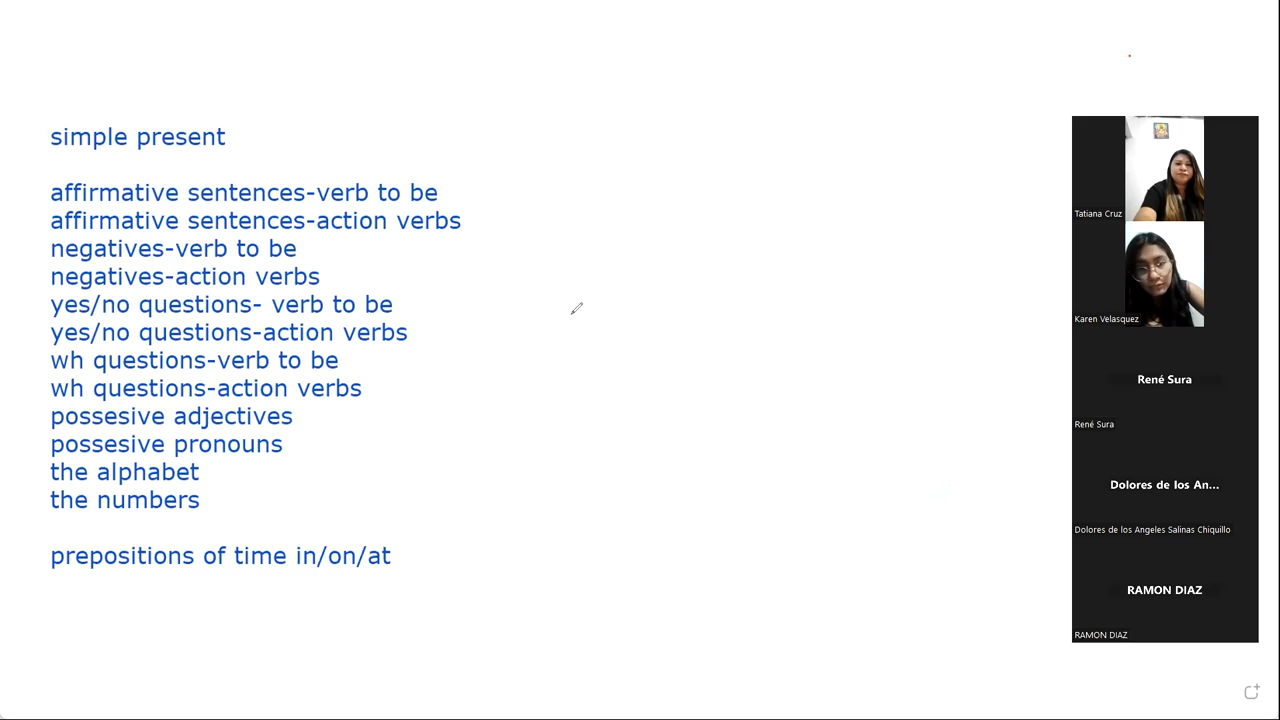 simple present
affirmative sentences-verb to be
affirmative sentences-action verbs
negatives-verb to be
negatives-action verbs
yes/no questions- verb to be
yes/no questions-action verbs
wh questions-verb to be
wh questions-action verbs
possesive adjectives
possesive pronouns
the alphabet
the numbers
prepositions of time in/on/at
Tatiana Cruz
Karen Velasquez
René Sura
René Sura
Dolores de los An...
Dolores de los Angeles Salinas Chiquillo
RAMON DIAZ
RAMON DIAZ